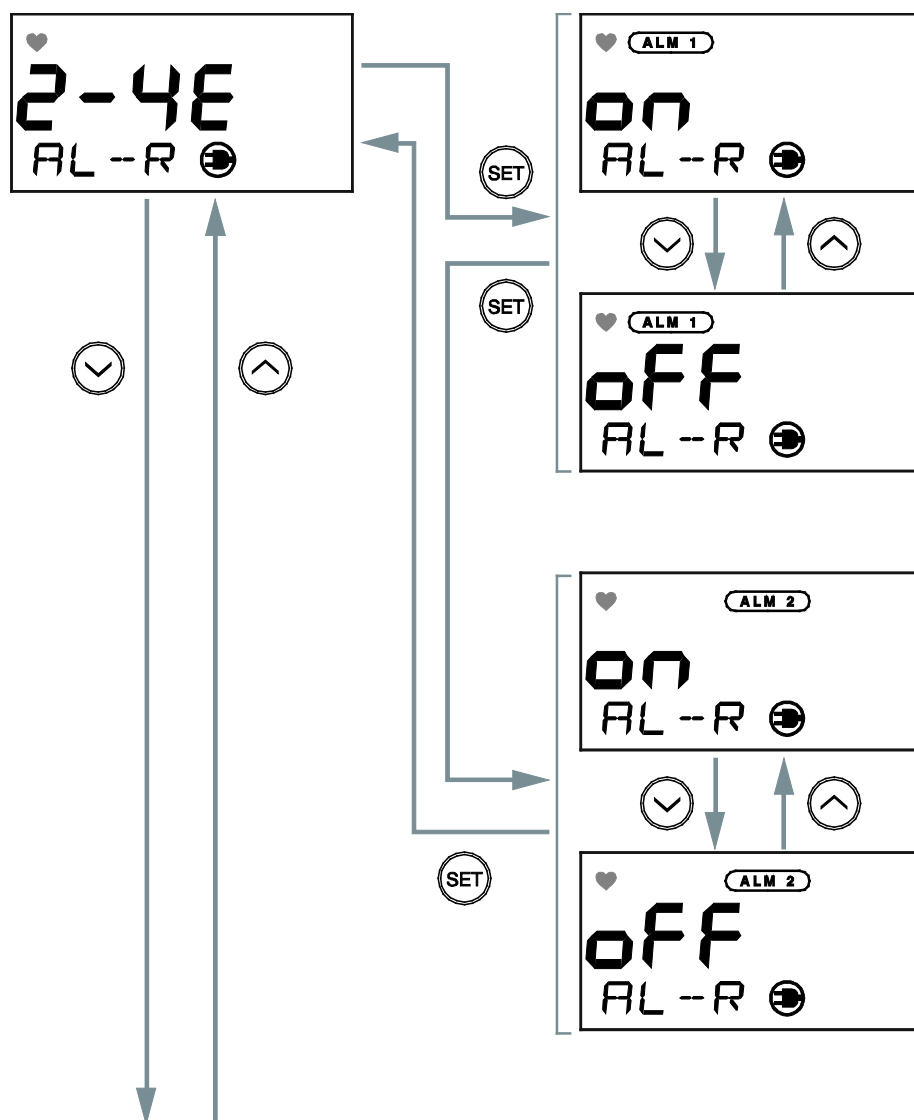 2-4E
AL--R
SET
ALM 1
on
AL--R
SET
ALM 1
oFF
AL--R
ALM 2
on
AL--R
SET
ALM 2
oFF
AL--R